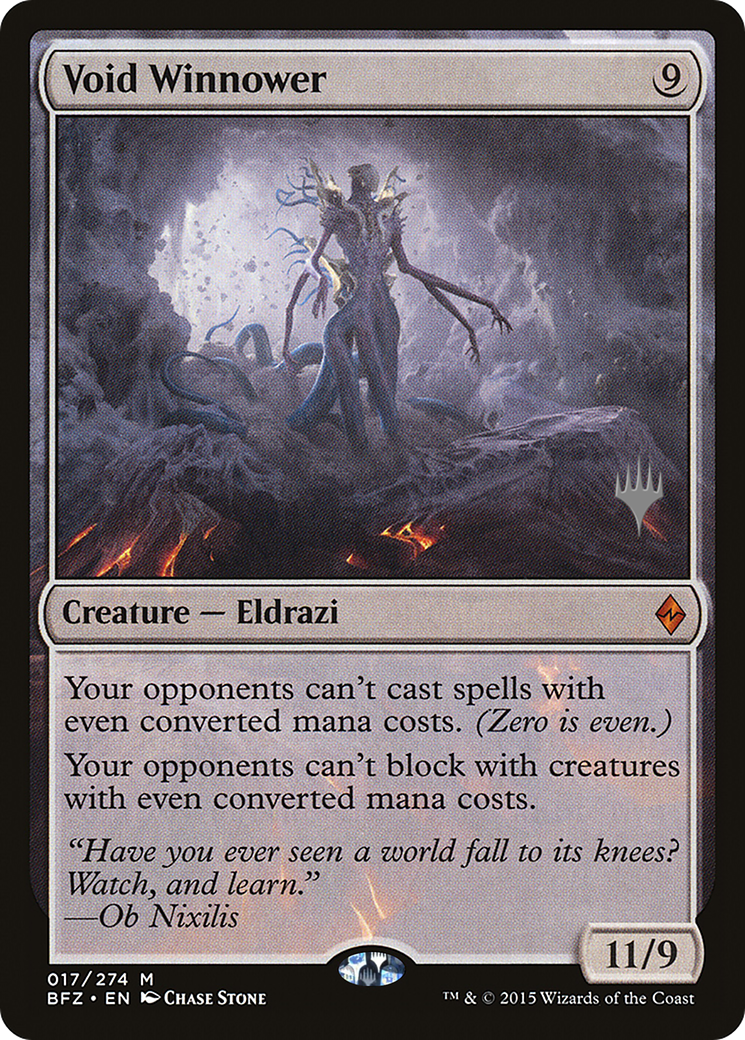 Void Winnower
9
Creature — Eldrazi
Your opponents can't cast spells with
even converted mana costs. (Zero is even.)
Your opponents can't block with creatures
with even converted mana costs.
“Have you ever seen a world fall to its knees?
Watch, and learn.”
—Ob Nixilis
11/9
017/274 M
BFZ • EN Chase Stone
™ & © 2015 Wizards of the Coast